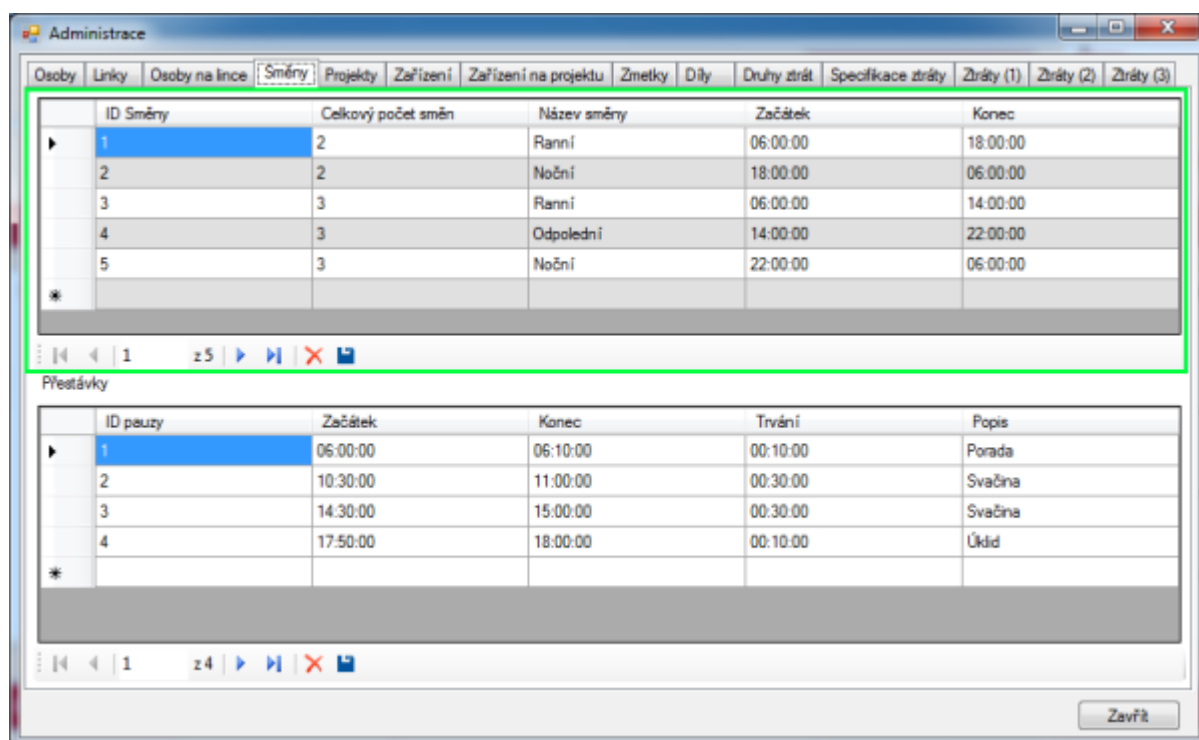 Administrace
Osoby Linky Osoby na lince Směny Projekty Zařízení Zařízení na projektu Zmetky Díly Druhy ztrát Specifikace ztráty Ztráty (1) Ztráty (2) Ztráty (3)
ID Směny Celkový počet směn Název směny Začátek Konec
1 2 Ranní 06:00:00 18:00:00
2 2 Noční 18:00:00 06:00:00
3 3 Ranní 06:00:00 14:00:00
4 3 Odpolední 14:00:00 22:00:00
5 3 Noční 22:00:00 06:00:00
1 z 5
Přestávky
ID pauzy Začátek Konec Trvání Popis
1 06:00:00 06:10:00 00:10:00 Porada
2 10:30:00 11:00:00 00:30:00 Svačina
3 14:30:00 15:00:00 00:30:00 Svačina
4 17:50:00 18:00:00 00:10:00 Úklid
1 z 4
Zavřít